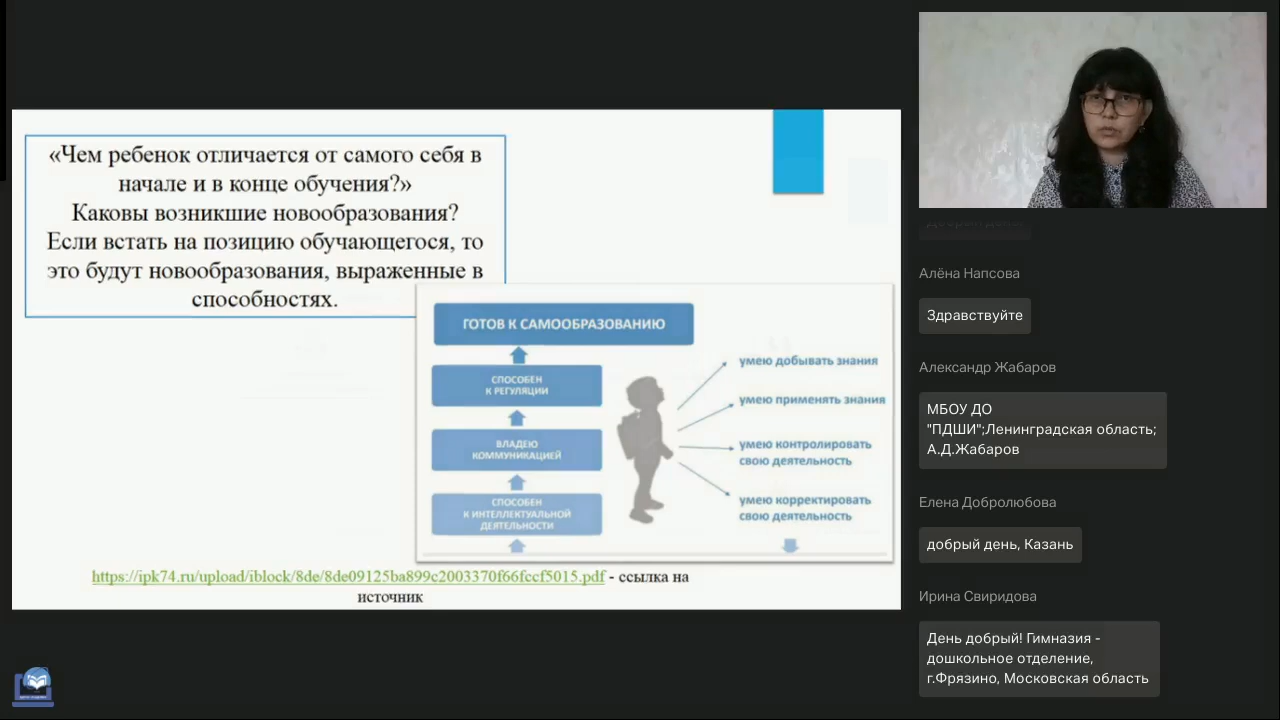 «Чем ребенок отличается от самого себя в
начале и в конце обучения?»
Каковы возникшие новообразования?
Если встать на позицию обучающегося, то
это будут новообразования, выраженные в
способностях.
ГОТОВ К САМООБРАЗОВАНИЮ
СПОСОБЕН
К РЕГУЛЯЦИИ
ВЛАДЕЮ
КОММУНИКАЦИЕЙ
СПОСОБЕН
К ИНТЕЛЛЕКТУАЛЬНОЙ
ДЕЯТЕЛЬНОСТИ
умею добывать знания
умею применять знания
умею контролировать
свою деятельность
умею корректировать
свою деятельность
https://ipk74.ru/upload/iblock/8de/8de09125ba899c2003370f66fccf5015.pdf - ссылка на
источник
Алёна Напсова
Здравствуйте
Александр Жабаров
МБОУ ДО
"ПДШИ";Ленинградская область;
А.Д.Жабаров
Елена Добролюбова
добрый день, Казань
Ирина Свиридова
День добрый! Гимназия -
дошкольное отделение,
г.Фрязино, Московская область